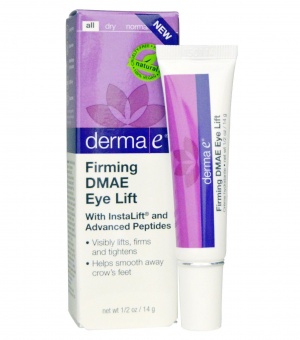 all dry normal
NEW
natural
derma e®
Firming
DMAE
Eye Lift
With InstaLift® and
Advanced Peptides
• Visibly lifts, firms
and tightens
• Helps smooth away
crow's feet
net wt 1/2 oz / 14 g
derma e®
Firming DMAE Eye Lift